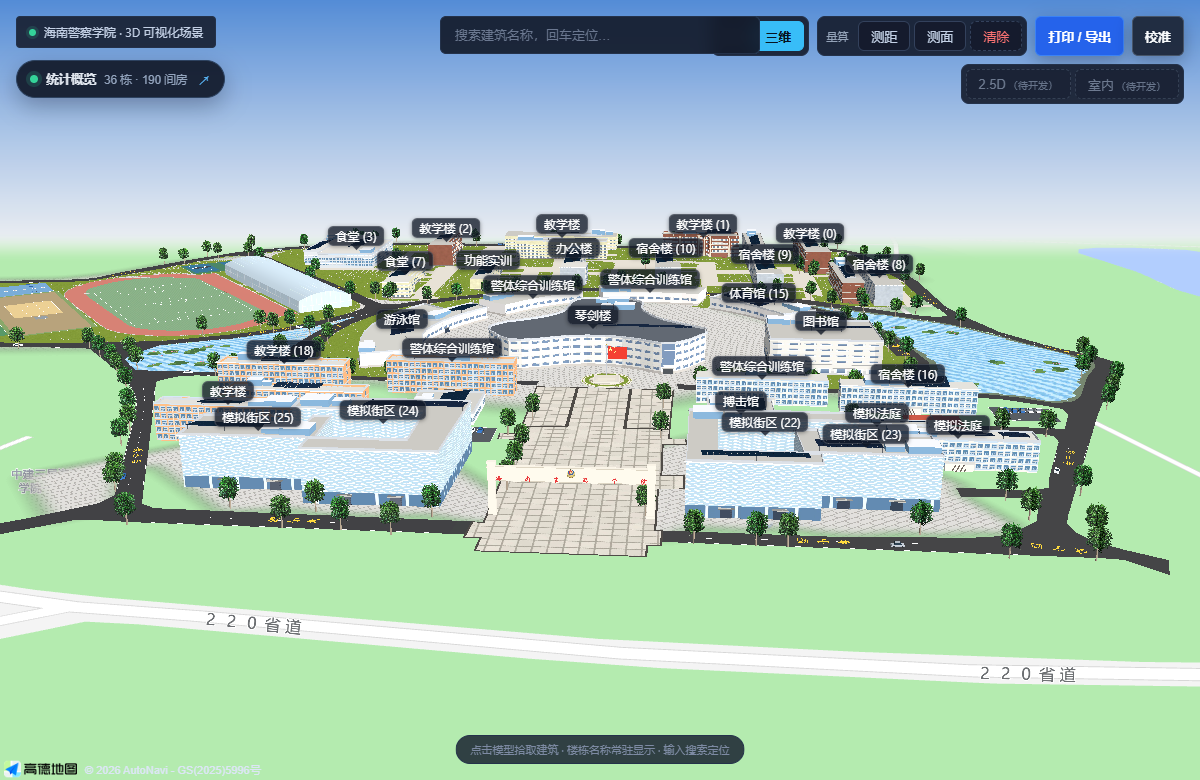 海南警察学院 · 3D 可视化场景
搜索建筑名称，回车定位...
三维
量算
测距
测面
清除
打印 / 导出
校准
统计概览 36 栋 · 190 间房 ↗
2.5D（待开发）
室内（待开发）
食堂 (3)
教学楼 (2)
教学楼
教学楼 (1)
教学楼 (0)
食堂 (7)
功能实训
办公楼
宿舍楼 (10)
宿舍楼 (9)
宿舍楼 (8)
警体综合训练馆
警体综合训练馆
体育馆 (15)
游泳馆
琴剑楼
图书馆
教学楼 (18)
警体综合训练馆
警体综合训练馆
宿舍楼 (16)
教学楼
模拟街区 (25)
模拟街区 (24)
搏击馆
模拟街区 (22)
模拟法庭
模拟街区 (23)
模拟法庭
中建
220省道
220省道
点击模型拾取建筑 · 楼栋名称常驻显示 · 输入搜索定位
高德地图
© 2026 AutoNavi - GS(2025)5996号